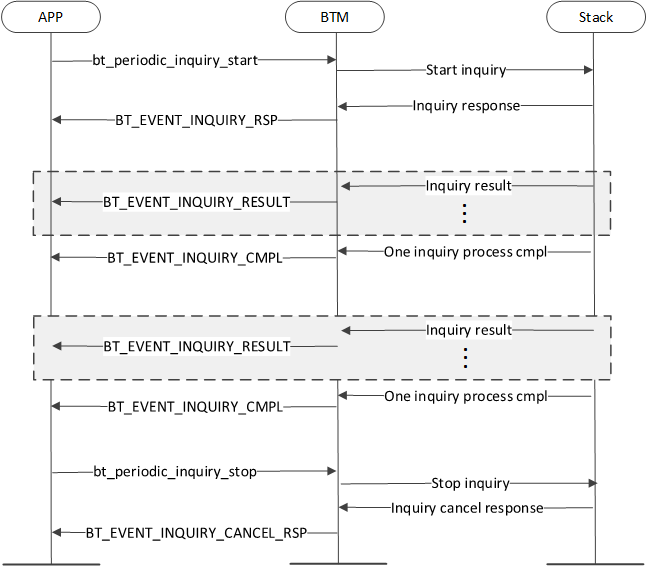 APP
BTM
Stack
bt_periodic_inquiry_start
Start inquiry
Inquiry response
BT_EVENT_INQUIRY_RSP
Inquiry result
BT_EVENT_INQUIRY_RESULT
One inquiry process cmpl
BT_EVENT_INQUIRY_CMPL
Inquiry result
BT_EVENT_INQUIRY_RESULT
One inquiry process cmpl
BT_EVENT_INQUIRY_CMPL
bt_periodic_inquiry_stop
Stop inquiry
Inquiry cancel response
BT_EVENT_INQUIRY_CANCEL_RSP